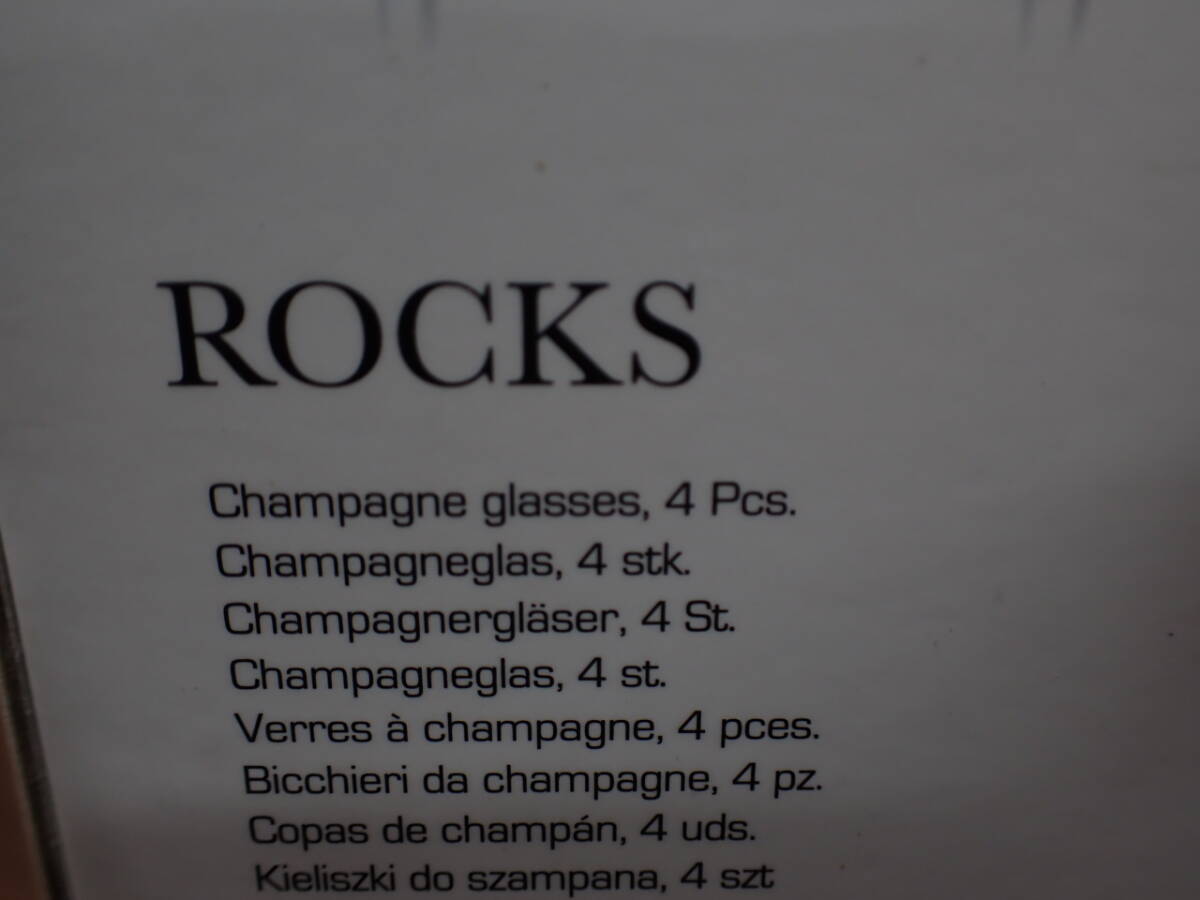 ROCKS
Champagne glasses, 4 Pcs.
Champagneglas, 4 stk.
Champagnergläser, 4 St.
Champagneglas, 4 st.
Verres à champagne, 4 pces.
Bicchieri da champagne, 4 pz.
Copas de champán, 4 uds.
Kieliszki do szampana, 4 szt